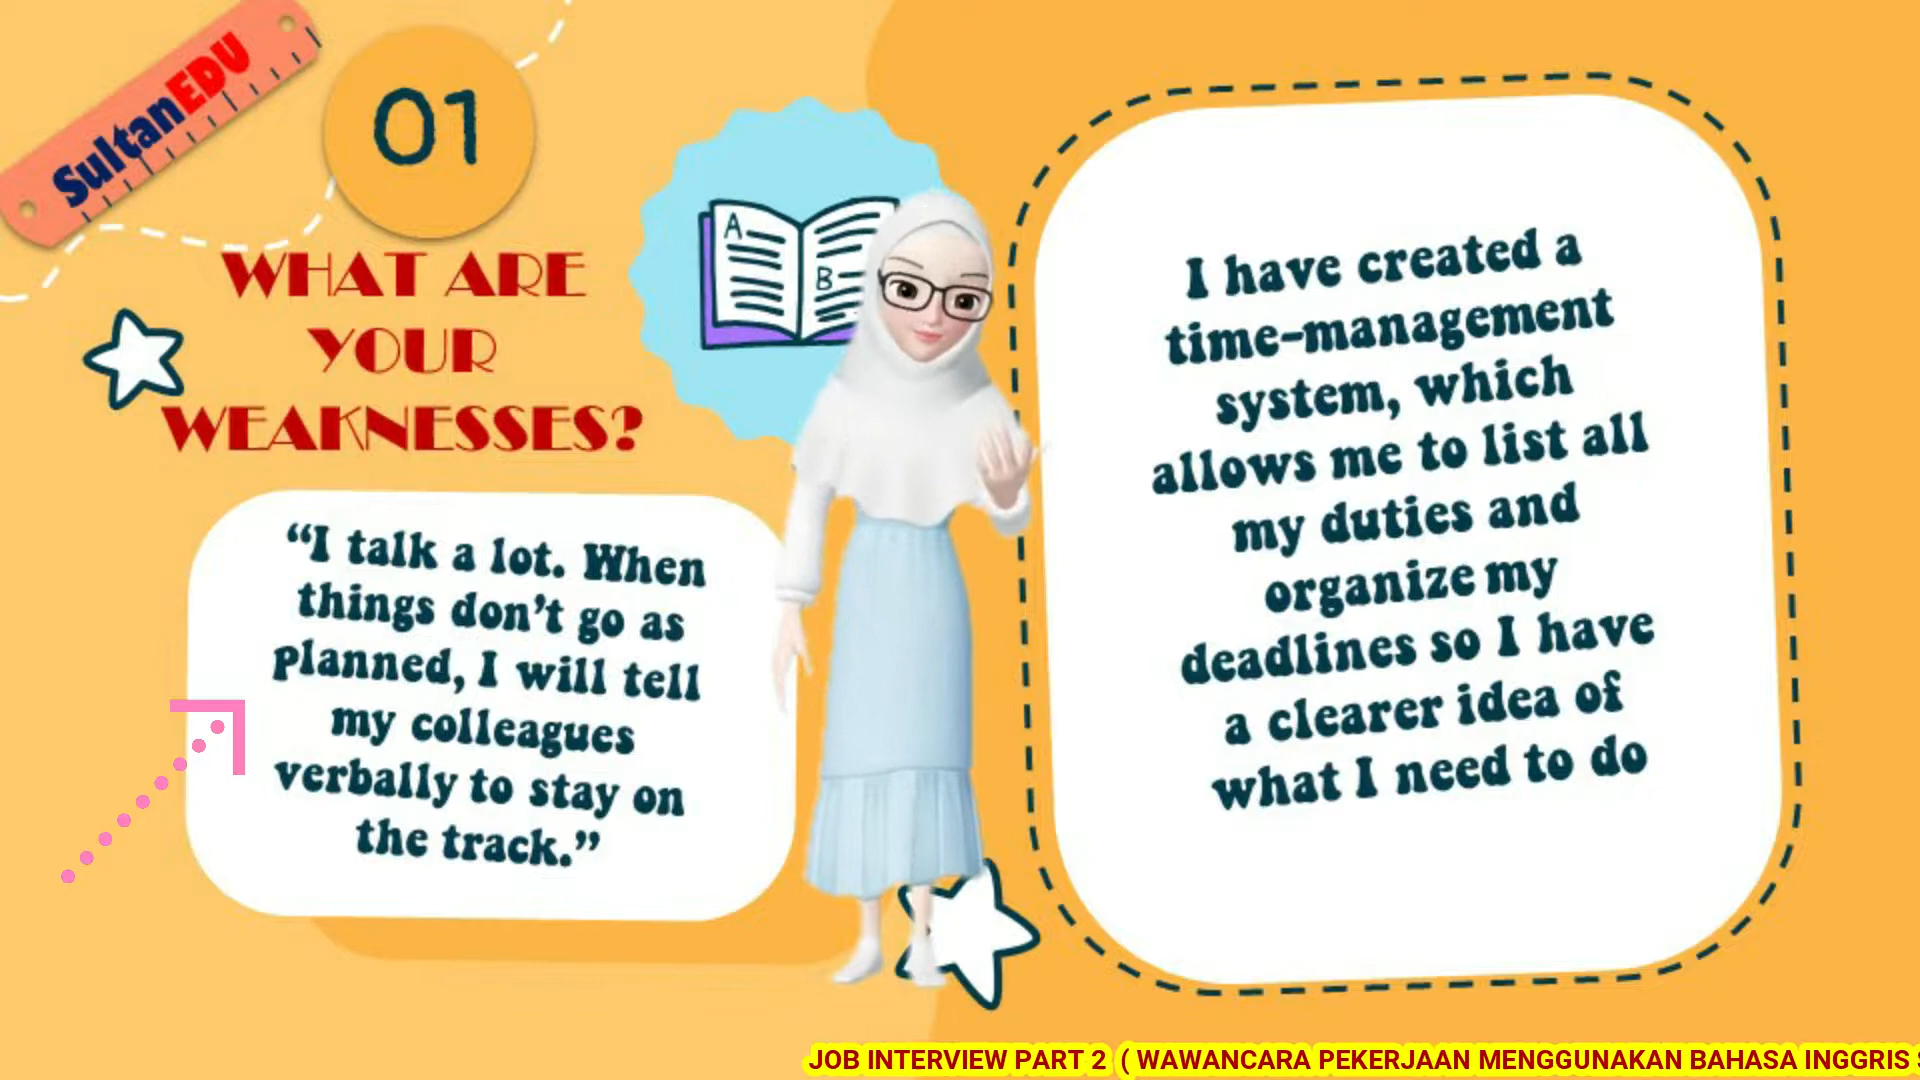 SultanEDU
01
WHAT ARE
YOUR
WEAKNESSES?
A
B
“I talk a lot. When
things don’t go as
planned, I will tell
my colleagues
verbally to stay on
the track.”
I have created a
time-management
system, which
allows me to list all
my duties and
organize my
deadlines so I have
a clearer idea of
what I need to do
JOB INTERVIEW PART 2 ( WAWANCARA PEKERJAAN MENGGUNAKAN BAHASA INGGRIS